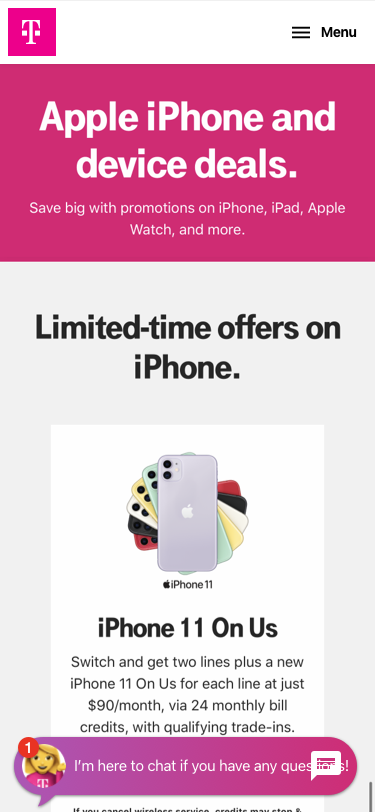 T
Menu
Apple iPhone and
device deals.
Save big with promotions on iPhone, iPad, Apple
Watch, and more.
Limited-time offers on
iPhone.
iPhone 11
iPhone 11 On Us
Switch and get two lines plus a new
iPhone 11 On Us for each line at just
$90/month, via 24 monthly bill
credits, with qualifying trade-ins.
1
I'm here to chat if you have any questions!
If you cancel wireless service, credits may stop &